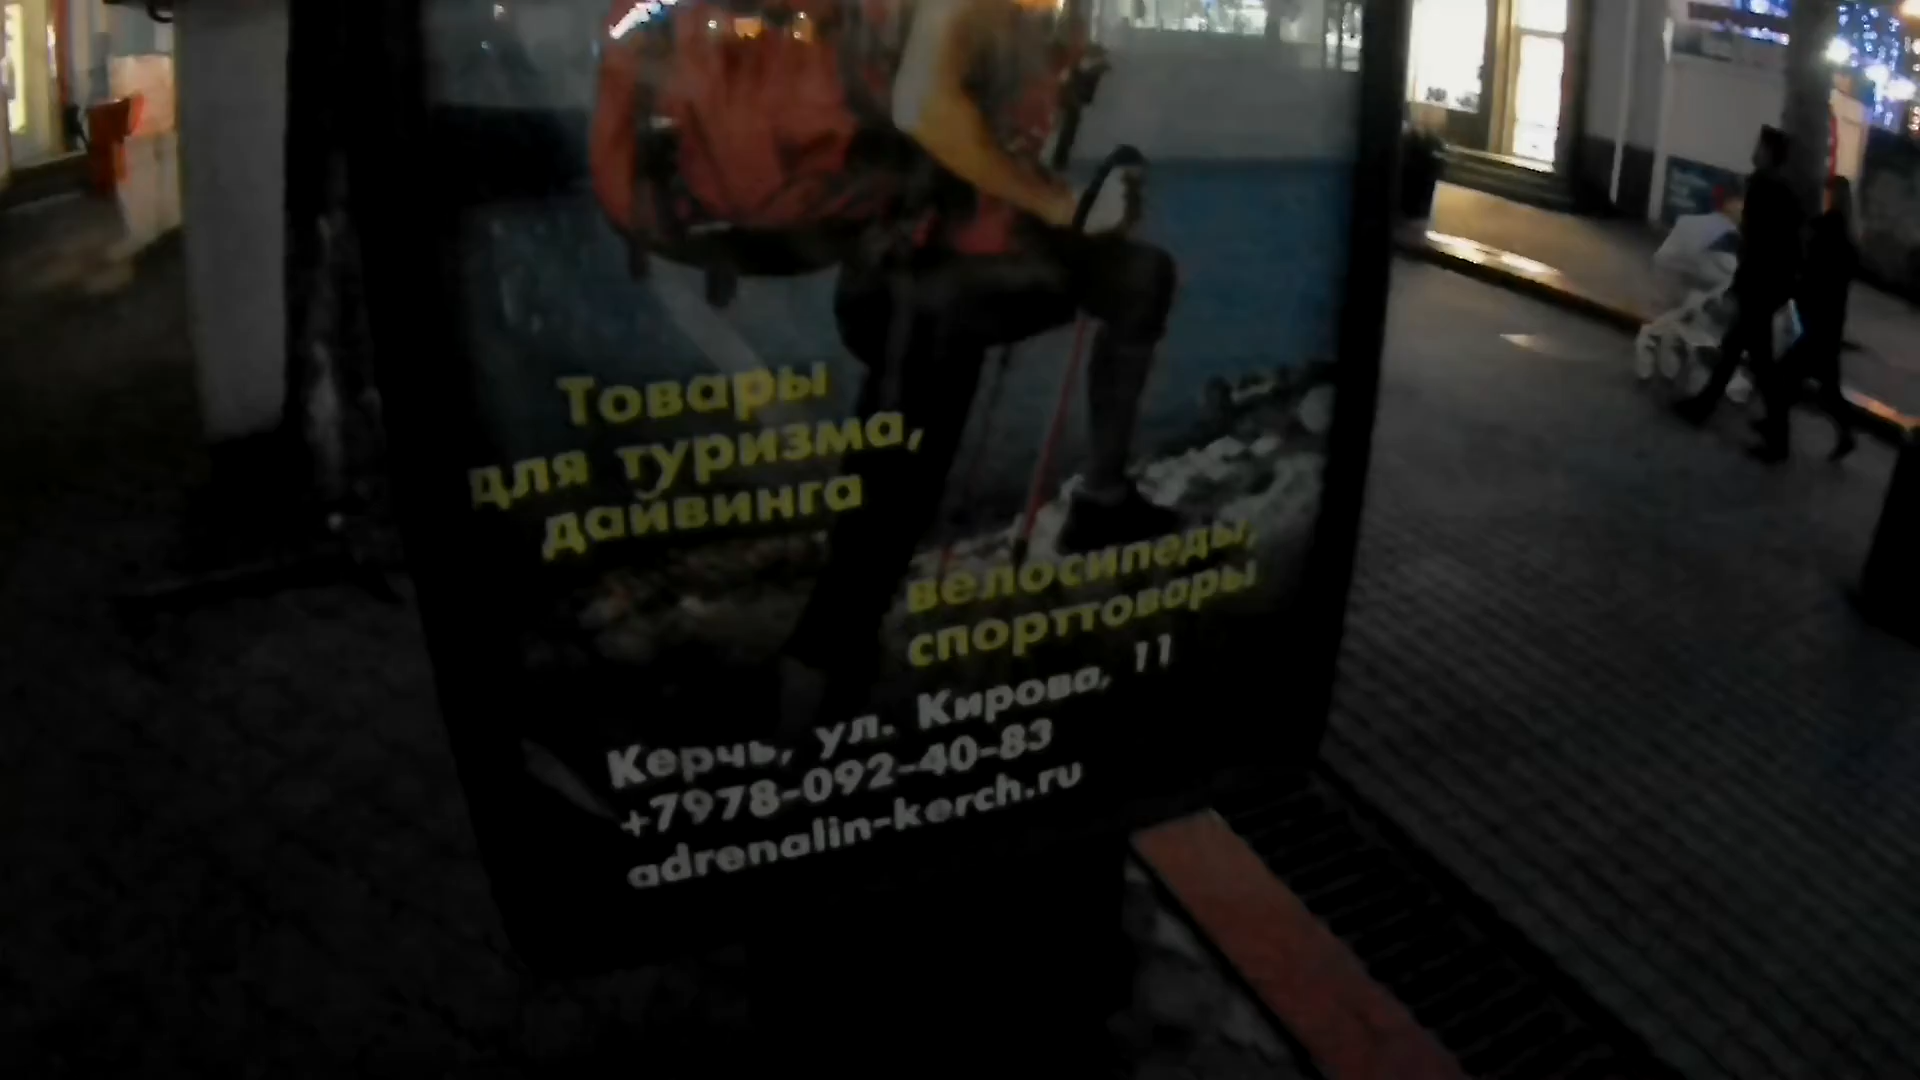 Товары
для туризма,
дайвинга
велосипеды,
спорттовары
Керчь, ул. Кирова, 11
+7978-092-40-83
adrenalin-kerch.ru